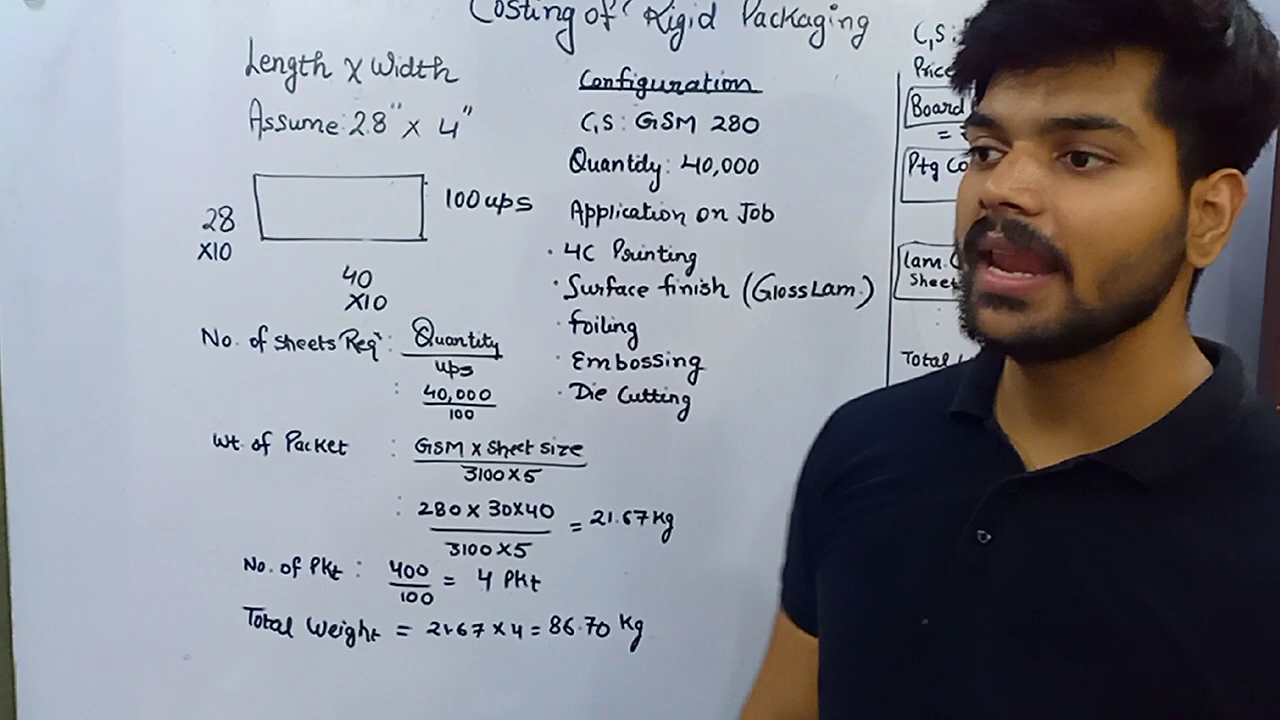 Costing of Rigid Packaging
Length X Width
Assume: 2.8" X 4"
28
X10
100 ups
40
X10
No. of Sheets Req: Quantity
ups
: 40,000
100
Wt. of Packet : GSM X Sheet size
3100 X 5
: 280 X 30X40 = 21.67 Kg
3100 X 5
No. of Pkt : 400 = 4 Pkt
100
Total Weight = 21.67 X 4 = 86.70 Kg
Configuration
C,S: GSM 280
Quantity: 40,000
Application on Job
· 4C Printing
· Surface finish (Gloss Lam.)
· Foiling
· Embossing
· Die Cutting
C,S:
Price
Board
=
Ptg Co
Lam. C
Sheet
Total